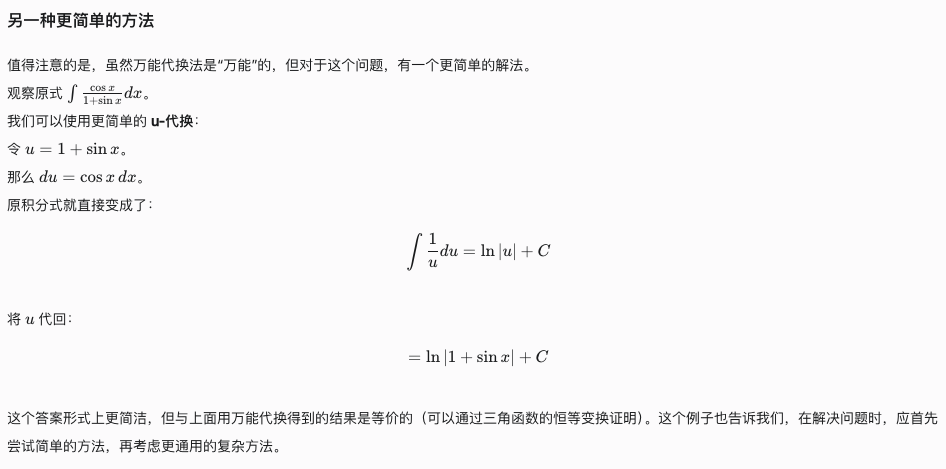 另一种更简单的方法
值得注意的是，虽然万能代换法是“万能”的，但对于这个问题，有一个更简单的解法。
观察原式 ∫ cos x / 1+sin x dx。
我们可以使用更简单的 u-代换：
令 u = 1 + sin x。
那么 du = cos x dx。
原积分式就直接变成了：
∫ 1/u du = ln |u| + C
将 u 代回：
= ln |1 + sin x| + C
这个答案形式上更简洁，但与上面用万能代换得到的结果是等价的（可以通过三角函数的恒等变换证明）。这个例子也告诉我们，在解决问题时，应首先
尝试简单的方法，再考虑更通用的复杂方法。